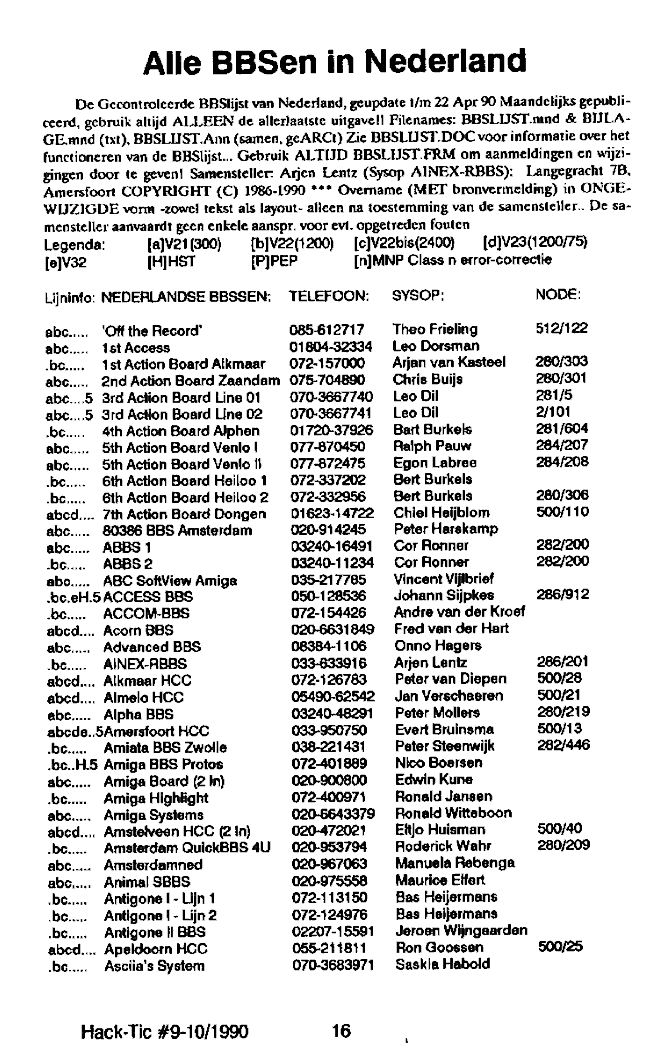 Alle BBSen in Nederland
De Gecontroleerde BBSlijst van Nederland, geupdate t/m 22 Apr 90 Maandelijks gepubli-
ceerd, gebruik altijd ALLEEN de allerlaatste uitgave!! Filenames: BBSLIJST.mnd & BIJLA-
GE.mnd (txt), BBSLIJST.Ann (samen, geARCt) Zie BBSLIJST.DOC voor informatie over het
functioneren van de BBSlijst... Gebruik ALTIJD BBSLIJST.FRM om aanmeldingen en wijzi-
gingen door te geven! Samensteller: Arjen Lentz (Sysop AINEX-RBBS): Langegracht 7B,
Amersfoort COPYRIGHT (C) 1986-1990 *** Overname (MET bronvermelding) in ONGE-
WIJZIGDE vorm -zowel tekst als layout- alleen na toestemming van de samensteller.. De sa-
mensteller aanvaardt geen enkele aanspr. voor evt. opgetreden fouten
Legenda: [a]V21(300) [b]V22(1200) [c]V22bis(2400) [d]V23(1200/75)
[e]V32 [H]HST [P]PEP [n]MNP Class n error-correctie
Lijninfo: NEDERLANDSE BBSSEN: TELEFOON: SYSOP: NODE:
abc..... 'Off the Record' 085-612717 Theo Frieling 512/122
abc..... 1st Access 01804-32334 Leo Dorsman
.bc..... 1st Action Board Alkmaar 072-157000 Arjan van Kasteel 280/303
abc..... 2nd Action Board Zaandam 075-704890 Chris Buijs 280/301
abc....5 3rd Action Board Line 01 070-3667740 Leo Dil 281/5
abc....5 3rd Action Board Line 02 070-3667741 Leo Dil 2/101
.bc..... 4th Action Board Alphen 01720-37926 Bart Burkels 281/604
abc..... 5th Action Board Venlo I 077-870450 Ralph Pauw 284/207
abc..... 5th Action Board Venlo II 077-872475 Egon Labree 284/208
.bc..... 6th Action Board Heiloo 1 072-337202 Bert Burkels
.bc..... 6th Action Board Heiloo 2 072-332956 Bert Burkels 280/306
abcd.... 7th Action Board Dongen 01623-14722 Chiel Heijblom 500/110
abc..... 80386 BBS Amsterdam 020-914245 Peter Harskamp
abc..... ABBS 1 03240-16491 Cor Ronner 282/200
.bc..... ABBS 2 03240-11234 Cor Ronner 282/200
abc..... ABC SoftView Amiga 035-217785 Vincent Vijlbrief
.bc.eH.5 ACCESS BBS 050-128536 Johann Sijpkes 286/912
.bc..... ACCOM-BBS 072-154426 Andre van der Kroef
abcd.... Acorn BBS 020-6631849 Fred van der Hart
abc..... Advanced BBS 08384-1106 Onno Hagers
.bc..... AINEX-RBBS 033-633916 Arjen Lentz 286/201
abcd.... Alkmaar HCC 072-126783 Peter van Diepen 500/28
abcd.... Almelo HCC 05490-62542 Jan Verschaeren 500/21
abc..... Alpha BBS 03240-48291 Peter Mollers 280/219
abcde..5Amersfoort HCC 033-950750 Evert Bruinsma 500/13
.bc..... Amiata BBS Zwolle 038-221431 Peter Steenwijk 282/446
.bc..H.5 Amiga BBS Protos 072-401889 Nico Boersen
abc..... Amiga Board (2 in) 020-900800 Edwin Kune
.bc..... Amiga Highlight 072-400971 Ronald Jansen
abc..... Amiga Systems 020-6643379 Ronald Witteboon
abcd.... Amstelveen HCC (2 in) 020-472021 Eltjo Huisman 500/40
.bc..... Amsterdam QuickBBS 4U 020-953794 Roderick Wahr 280/209
abc..... Amsterdamned 020-967063 Manuela Rebenga
abc..... Animal SBBS 020-975558 Maurice Elfert
.bc..... Antigone I - Lijn 1 072-113150 Bas Heijermans
.bc..... Antigone I - Lijn 2 072-124976 Bas Heijermans
.bc..... Antigone II BBS 02207-15591 Jeroen Wijngaarden
abcd.... Apeldoorn HCC 055-211811 Ron Goossen 500/25
.bc..... Asciia's System 070-3683971 Saskia Habold
Hack-Tic #9-10/1990 16